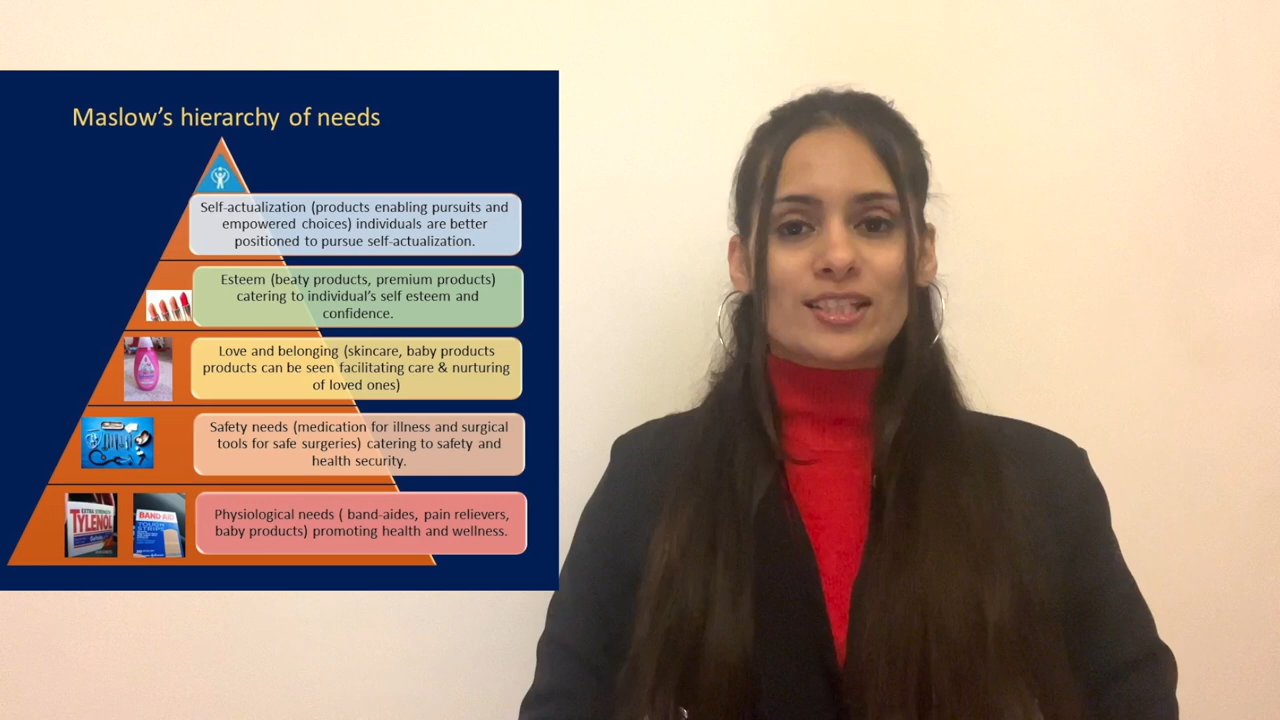 Maslow's hierarchy of needs
Self-actualization (products enabling pursuits and
empowered choices) individuals are better
positioned to pursue self-actualization.
Esteem (beaty products, premium products)
catering to individual's self esteem and
confidence.
Love and belonging (skincare, baby products
products can be seen facilitating care & nurturing
of loved ones)
Safety needs (medication for illness and surgical
tools for safe surgeries) catering to safety and
health security.
EXTRA STRENGTH
TYLENOL
BAND-AID
TOUGH
STRIPS
Physiological needs ( band-aides, pain relievers,
baby products) promoting health and wellness.